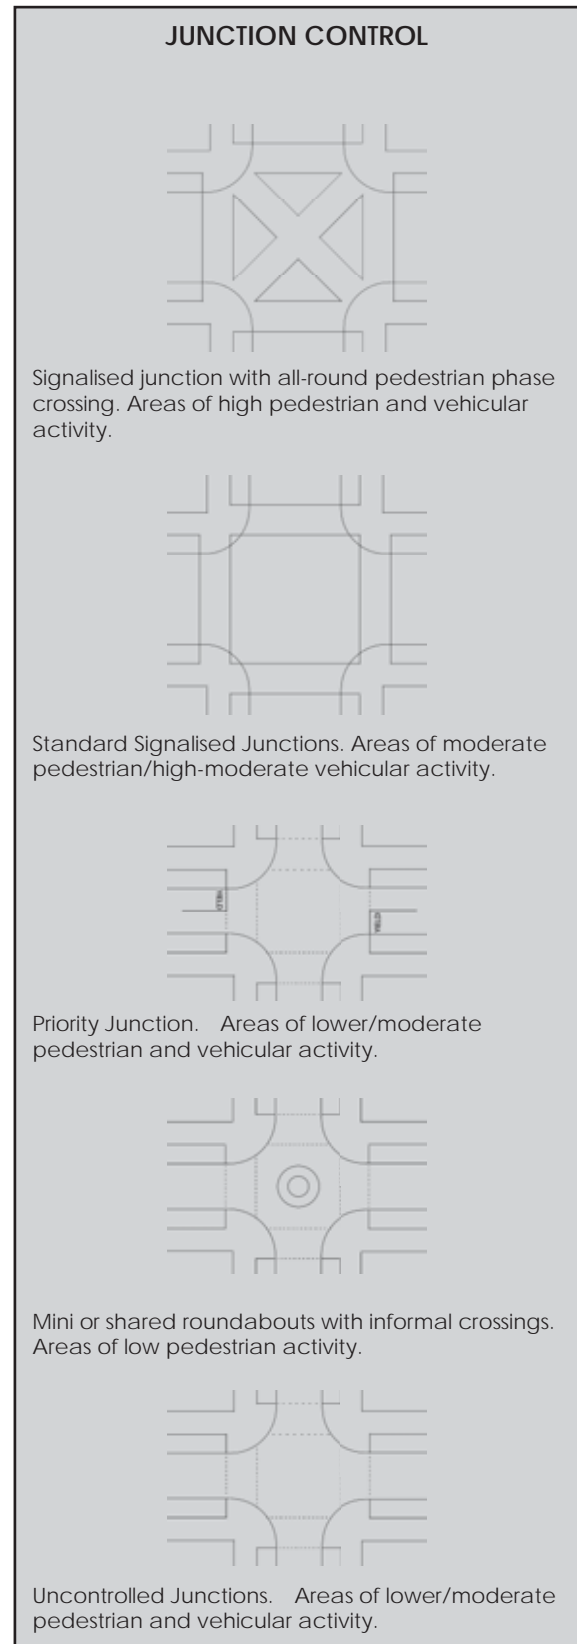 JUNCTION CONTROL
Signalised junction with all-round pedestrian phase
crossing. Areas of high pedestrian and vehicular
activity.
Standard Signalised Junctions. Areas of moderate
pedestrian/high-moderate vehicular activity.
YIELD
YIELD
Priority Junction. Areas of lower/moderate
pedestrian and vehicular activity.
Mini or shared roundabouts with informal crossings.
Areas of low pedestrian activity.
Uncontrolled Junctions. Areas of lower/moderate
pedestrian and vehicular activity.